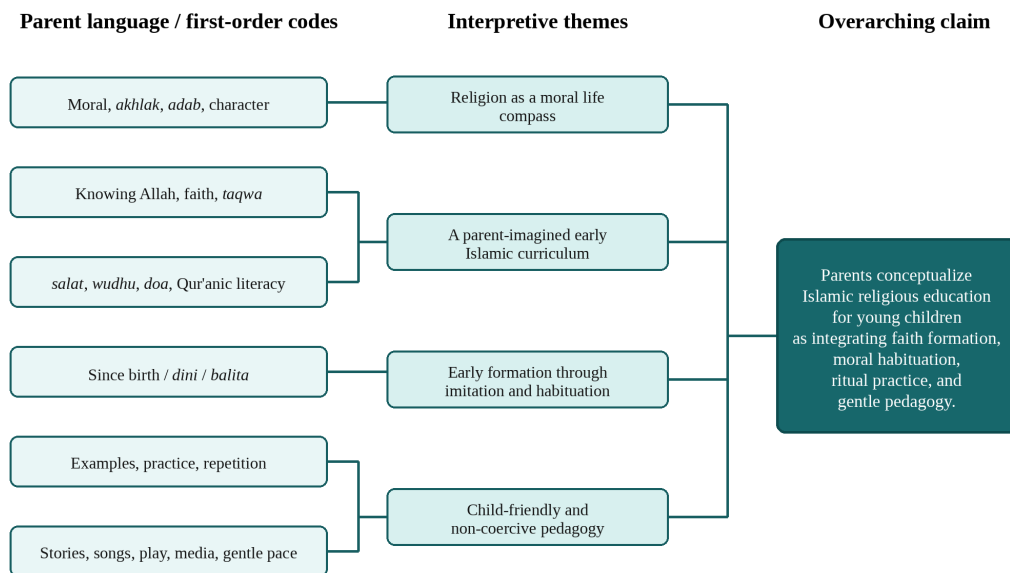 Parent language / first-order codes
Interpretive themes
Overarching claim
Moral, akhlak, adab, character
Knowing Allah, faith, taqwa
salat, wudhu, doa, Qur'anic literacy
Since birth / dini / balita
Examples, practice, repetition
Stories, songs, play, media, gentle pace
Religion as a moral life
compass
A parent-imagined early
Islamic curriculum
Early formation through
imitation and habituation
Child-friendly and
non-coercive pedagogy
Parents conceptualize
Islamic religious education
for young children
as integrating faith formation,
moral habituation,
ritual practice, and
gentle pedagogy.